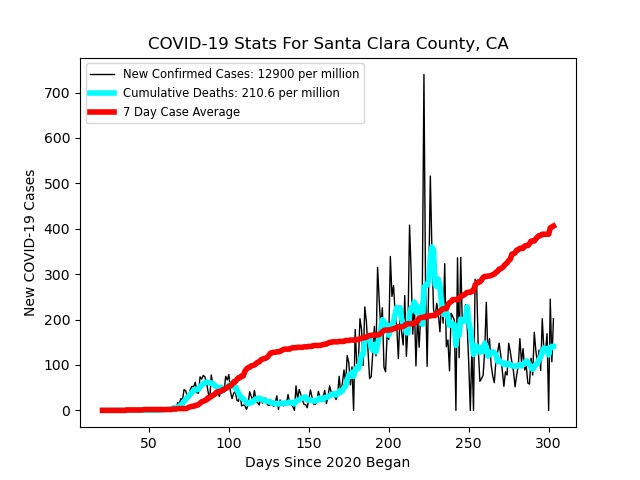 COVID-19 Stats For Santa Clara County, CA
New Confirmed Cases: 12900 per million
Cumulative Deaths: 210.6 per million
7 Day Case Average
New COVID-19 Cases
700
600
500
400
300
200
100
0
50
100
150
200
250
300
Days Since 2020 Began